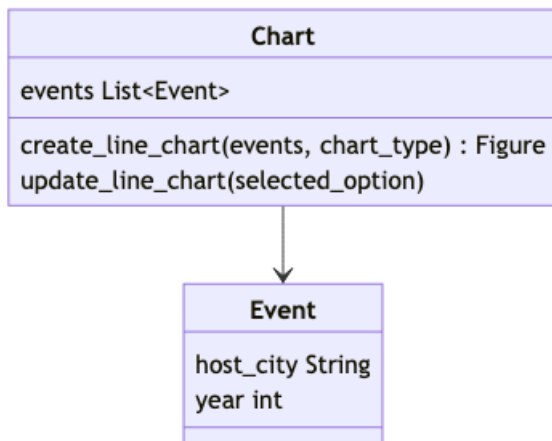 Chart
events List<Event>
create_line_chart(events, chart_type) : Figure
update_line_chart(selected_option)
Event
host_city String
year int